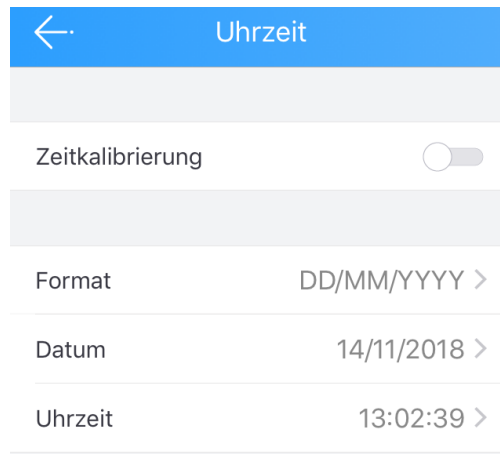 Uhrzeit
Zeitkalibrierung
Format DD/MM/YYYY
Datum 14/11/2018
Uhrzeit 13:02:39